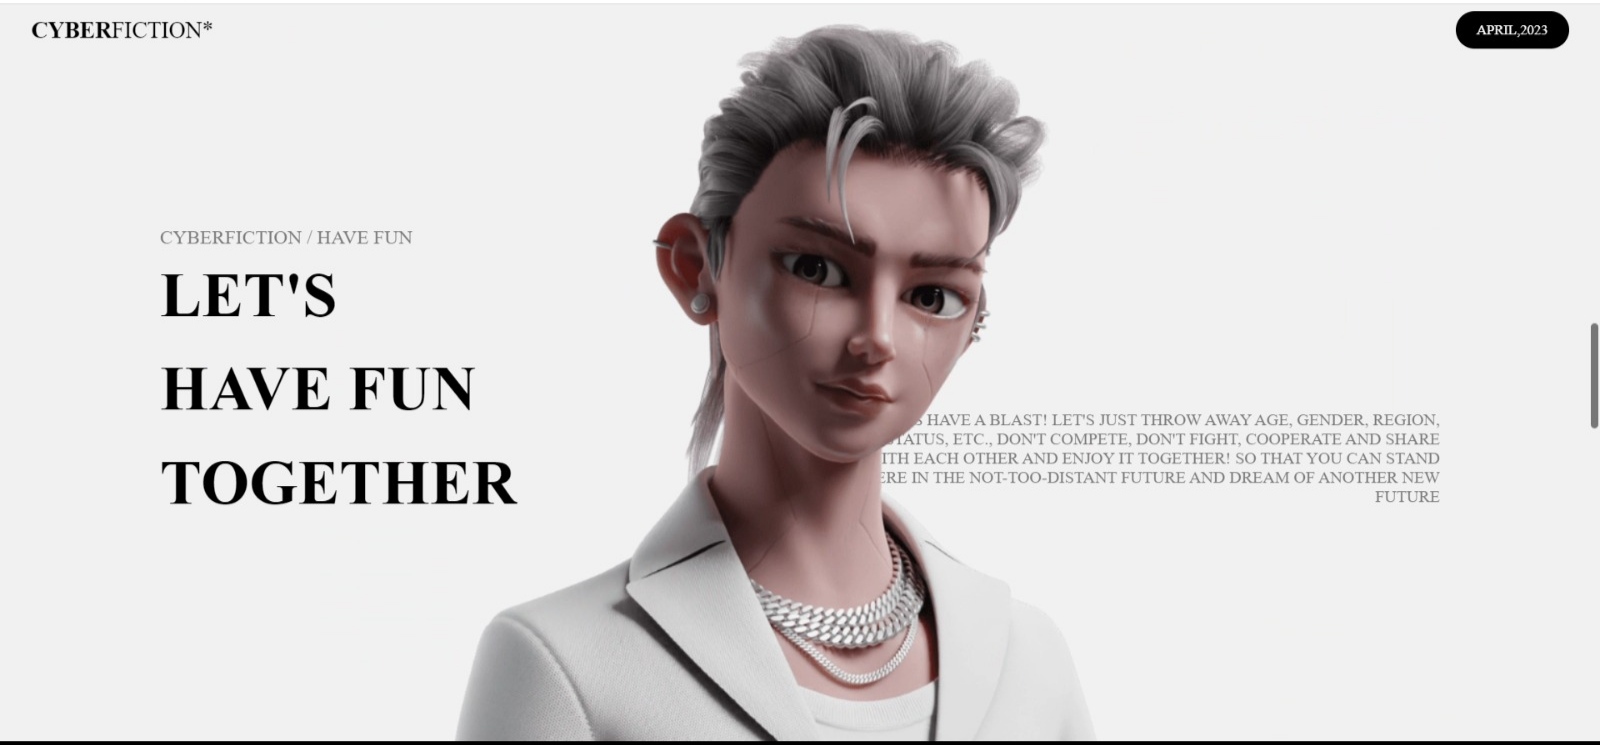 CYBERFICTION*
APRIL,2023
CYBERFICTION / HAVE FUN
LET'S
HAVE FUN
TOGETHER
HAVE A BLAST! LET'S JUST THROW AWAY AGE, GENDER, REGION,
ETC., DON'T COMPETE, DON'T FIGHT, COOPERATE AND SHARE
EACH OTHER AND ENJOY IT TOGETHER! SO THAT YOU CAN STAND
IN THE NOT-TOO-DISTANT FUTURE AND DREAM OF ANOTHER NEW
FUTURE